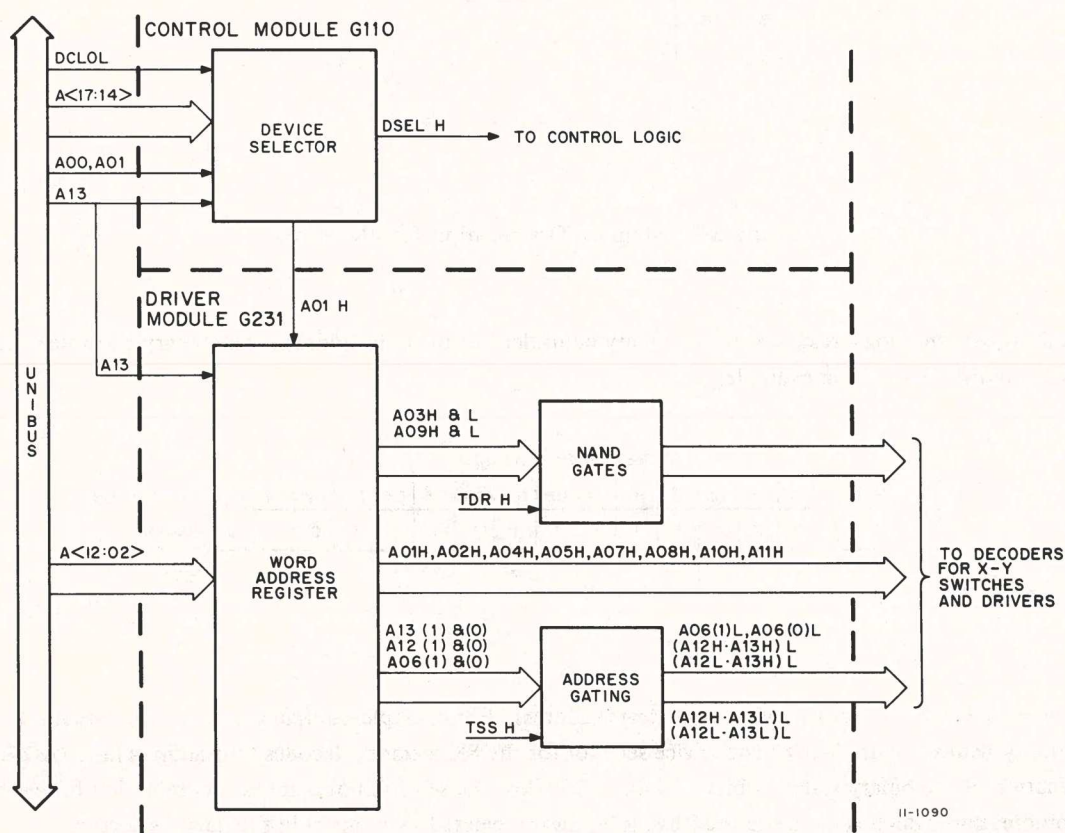 CONTROL MODULE G110
DCLOL
A<17:14>
DEVICE
SELECTOR
DSEL H
TO CONTROL LOGIC
A00,A01
A13
DRIVER
MODULE G231
A01 H
A13
UNIBUS
A03H & L
A09H & L
NAND
GATES
TDR H
A<12:02>
WORD
ADDRESS
REGISTER
A01H, A02H, A04H, A05H, A07H, A08H, A10H, A11H
TO DECODERS
FOR X-Y
SWITCHES
AND DRIVERS
A13 (1) &(0)
A12 (1) &(0)
A06(1) &(0)
ADDRESS
GATING
TSS H
A06(1)L, A06(0)L
(A12H·A13H) L
(A12L·A13H) L
(A12H·A13L)L
(A12L·A13L)L
11-1090